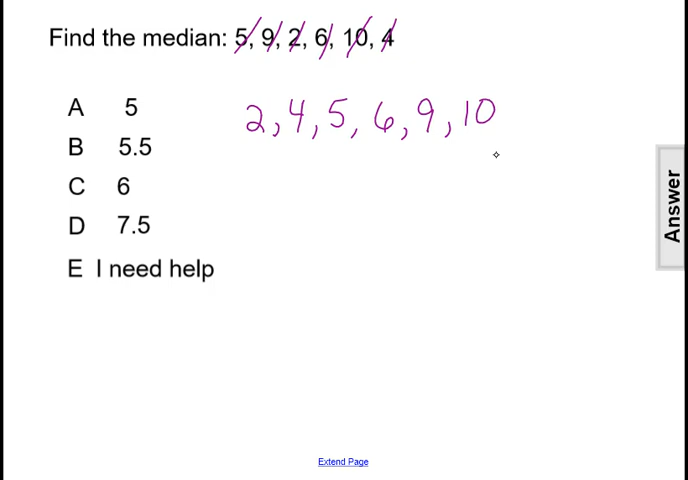 Find the median: 5, 9, 2, 6, 10, 4
A 5
2, 4, 5, 6, 9, 10
B 5.5
C 6
D 7.5
E I need help
Answer
Extend Page